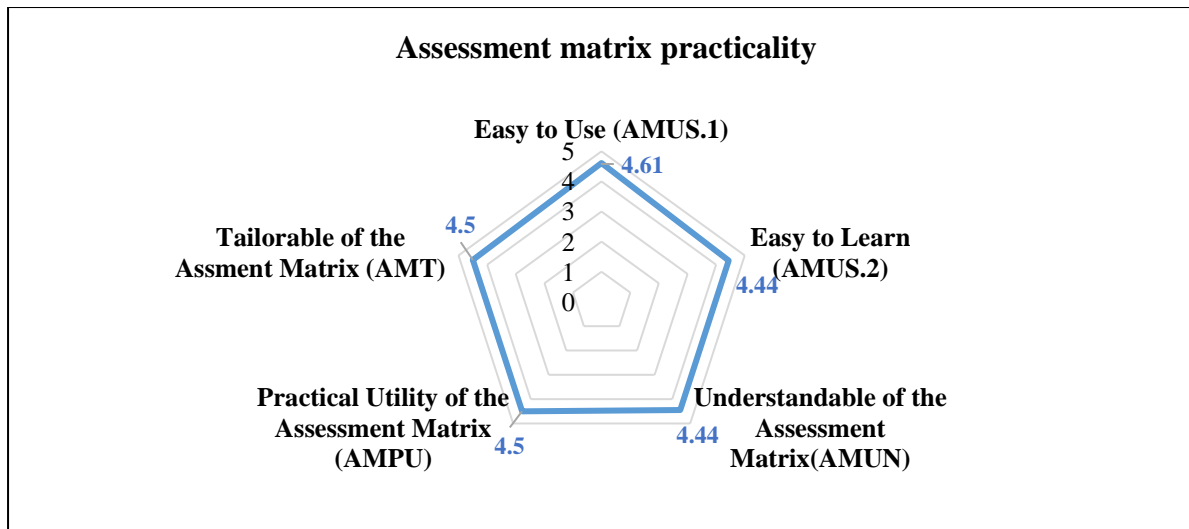 Assessment matrix practicality
Easy to Use (AMUS.1)
5
4.61
4
3
2
1
0
Easy to Learn
(AMUS.2)
4.44
Understandable of the
Assessment
Matrix(AMUN)
4.44
Practical Utility of the
Assessment Matrix
(AMPU)
4.5
Tailorable of the
Assment Matrix (AMT)
4.5